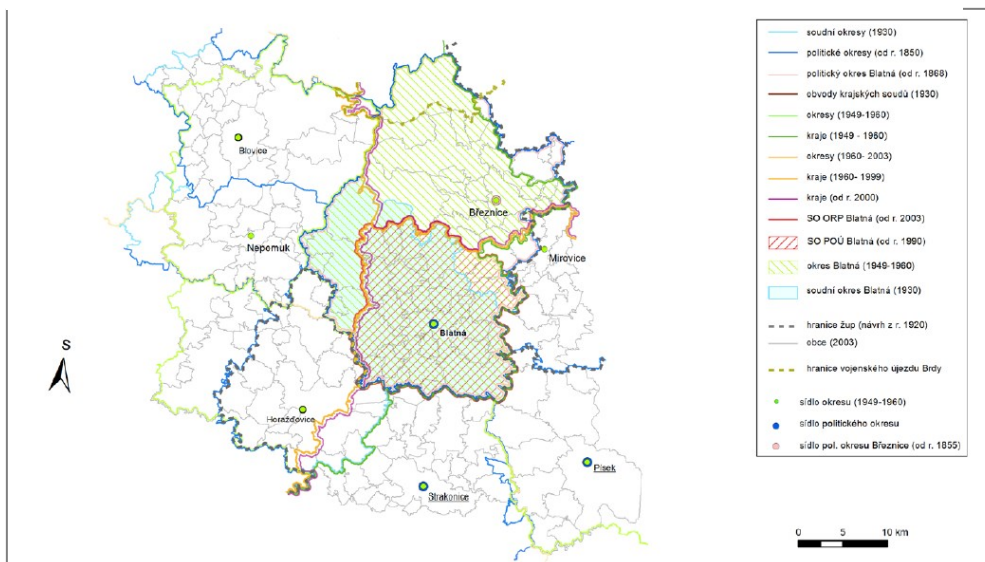 Blovice
Březnice
Nepomuk
Mirovice
Blatná
S
Horažďovice
Písek
Strakonice
soudní okresy (1930)
politické okresy (od r. 1850)
politický okres Blatná (od r. 1868)
obvody krajských soudů (1930)
okresy (1949-1960)
kraje (1949 - 1960)
okresy (1960- 2003)
kraje (1960- 1999)
kraje (od r. 2000)
SO ORP Blatná (od r. 2003)
SO POÚ Blatná (od r. 1990)
okres Blatná (1949-1960)
soudní okres Blatná (1930)
hranice žup (návrh z r. 1920)
obce (2003)
hranice vojenského újezdu Brdy
sídlo okresu (1949-1960)
sídlo politického okresu
sídlo pol. okresu Březnice (od r. 1855)
0 5 10 km